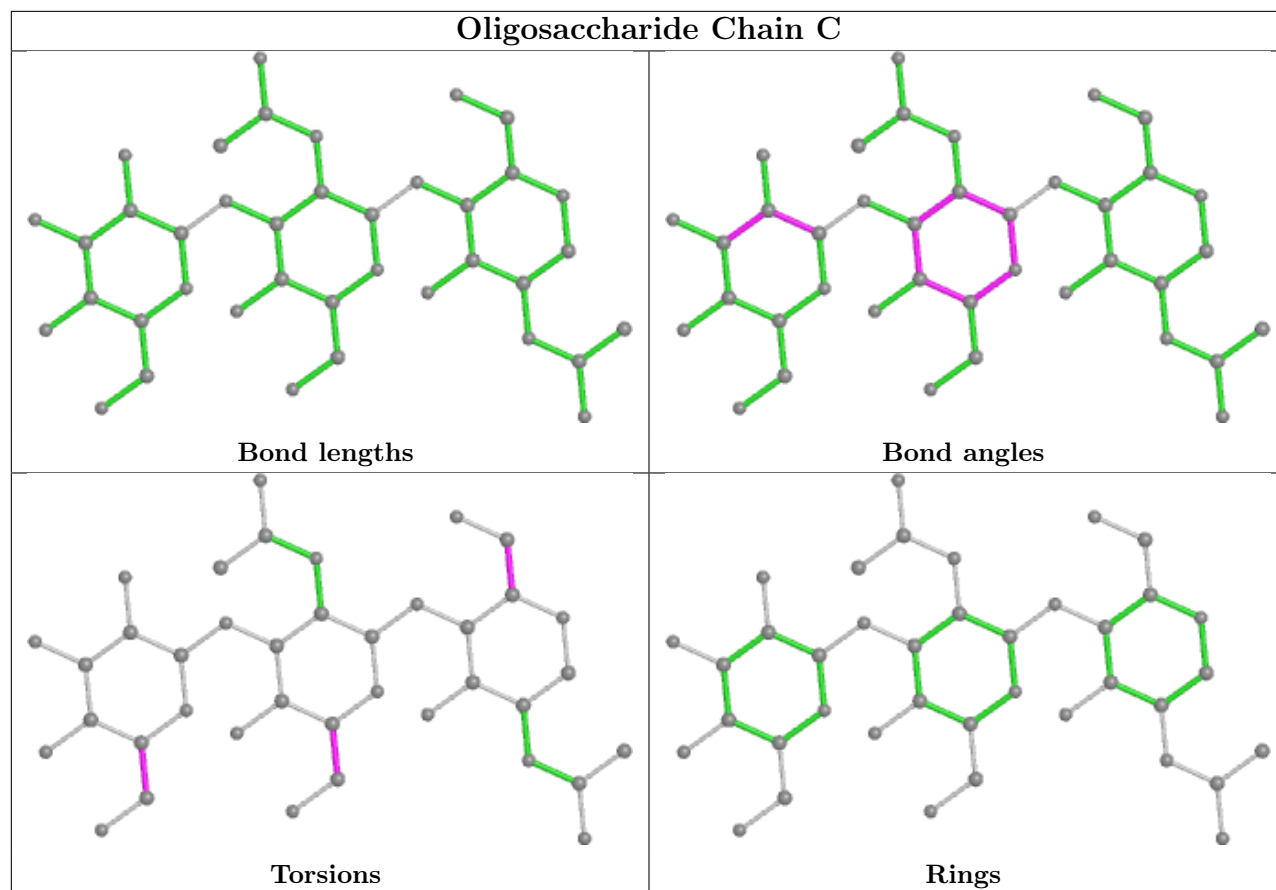 Oligosaccharide Chain C
Bond lengths
Bond angles
Torsions
Rings